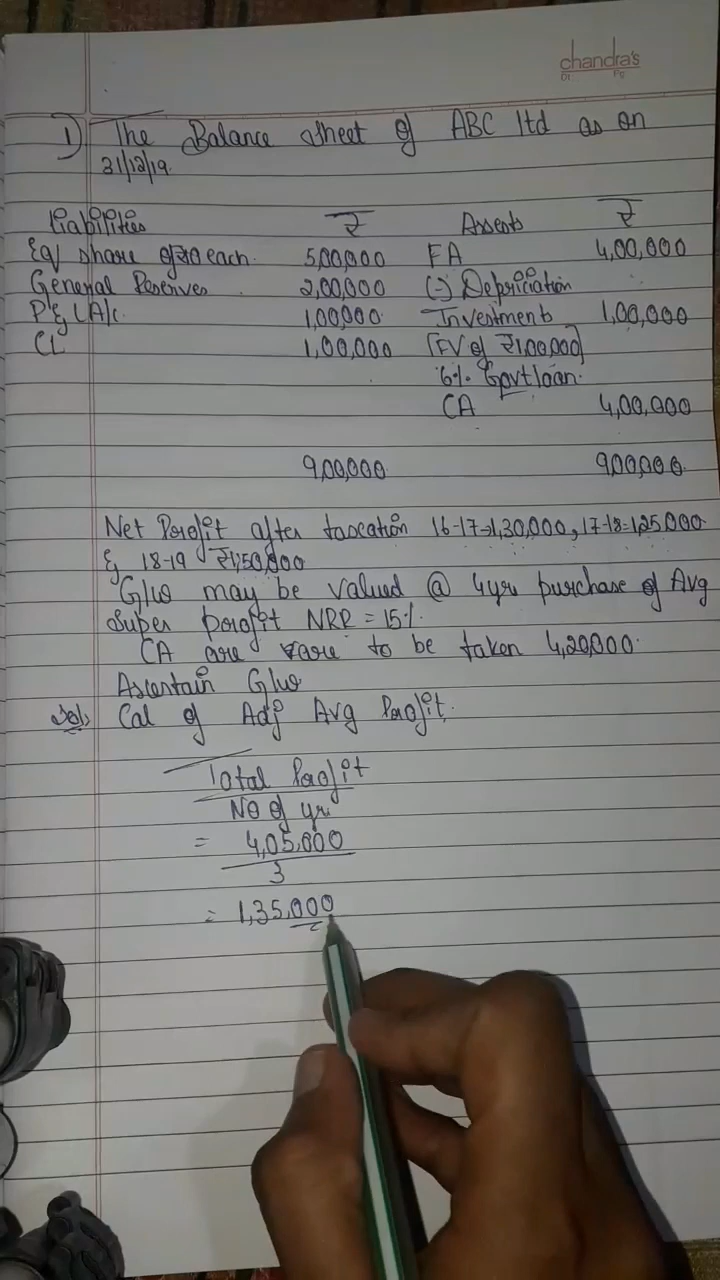 chandra's
1) The Balance sheet of ABC ltd as on
31/12/19.
Liabilities ₹ Assests ₹
Eq share of each. 5,00,000 FA 4,00,000
General Reserves 2,00,000 (-) Depriciation
P & L A/c 1,00,000 Investment 1,00,000
CL 1,00,000 [FV of ₹1,00,000]
6% Govt loan.
CA 4,00,000
9,00,000 9,00,000
Net Profit after taxation 16-17=1,30,000, 17-18=1,25,000
& 18-19 ₹1,50,000
G/w may be valued @ 4yr purchase of Avg
super profit NRR = 15%.
CA are to be taken 4,20,000.
Ascertain G/w
Sol: Cal of Adj Avg Profit.
Total Profit
No of yr
= 4,05,000
3
= 1,35,000